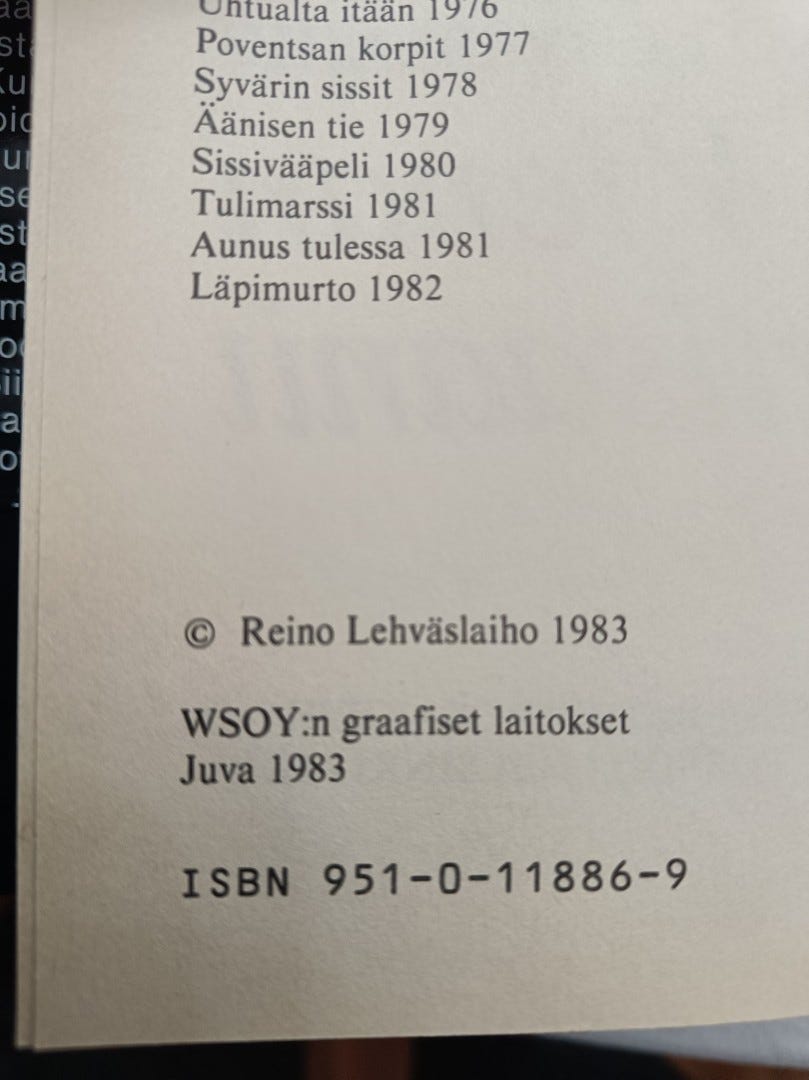 Uhtualta itään 1976
Poventsan korpit 1977
Syvärin sissit 1978
Äänisen tie 1979
Sissivääpeli 1980
Tulimarssi 1981
Aunus tulessa 1981
Läpimurto 1982
© Reino Lehväslaiho 1983
WSOY:n graafiset laitokset
Juva 1983
ISBN 951-0-11886-9